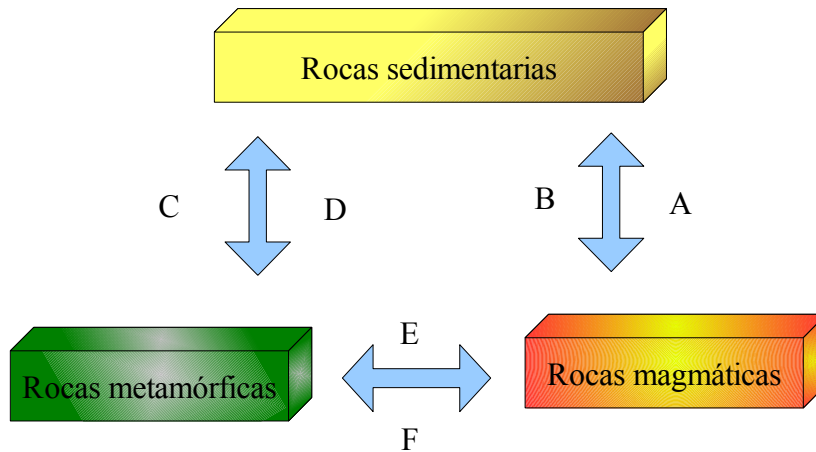 Rocas sedimentarias
C
D
B
A
Rocas metamórficas
E
F
Rocas magmáticas